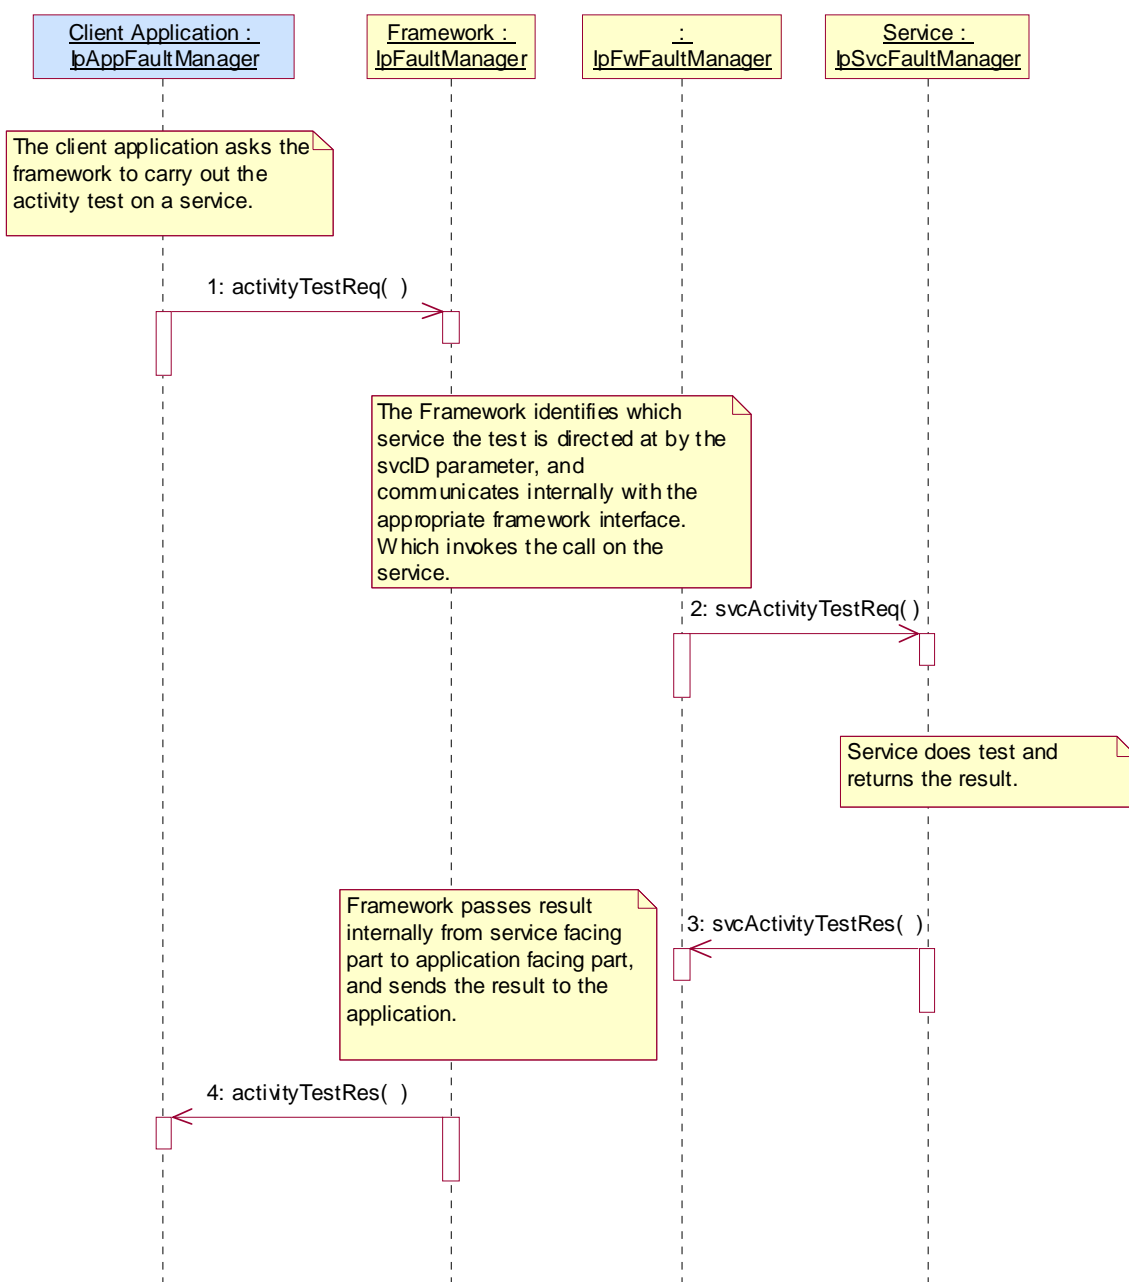 Client Application :
IpAppFaultManager
Framework :
IpFaultManager
:
IpFwFaultManager
Service :
IpSvcFaultManager
The client application asks the
framework to carry out the
activity test on a service.
1: activityTestReq(  )
The Framework identifies which
service the test is directed at by the
svcID parameter, and
communicates internally with the
appropriate framework interface.
Which invokes the call on the
service.
2: svcActivityTestReq( )
Service does test and
returns the result.
Framework passes result
internally from service facing
part to application facing part,
and sends the result to the
application.
3: svcActivityTestRes(  )
4: activityTestRes(  )